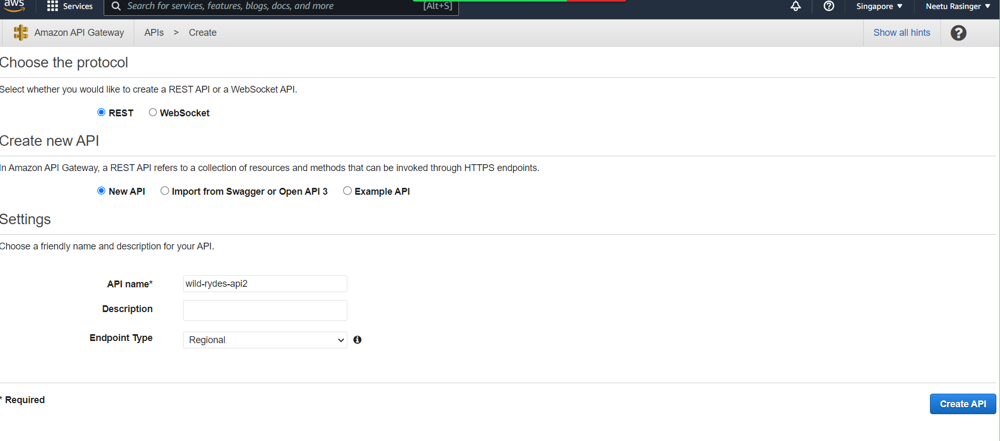 aws Services Search for services, features, blogs, docs, and more [Alt+S] Singapore ▼ Neetu Rasinger ▼
Amazon API Gateway APIs > Create Show all hints ?
Choose the protocol
Select whether you would like to create a REST API or a WebSocket API.
REST WebSocket
Create new API
In Amazon API Gateway, a REST API refers to a collection of resources and methods that can be invoked through HTTPS endpoints.
New API Import from Swagger or Open API 3 Example API
Settings
Choose a friendly name and description for your API.
API name* wild-rydes-api2
Description
Endpoint Type Regional
* Required
Create API